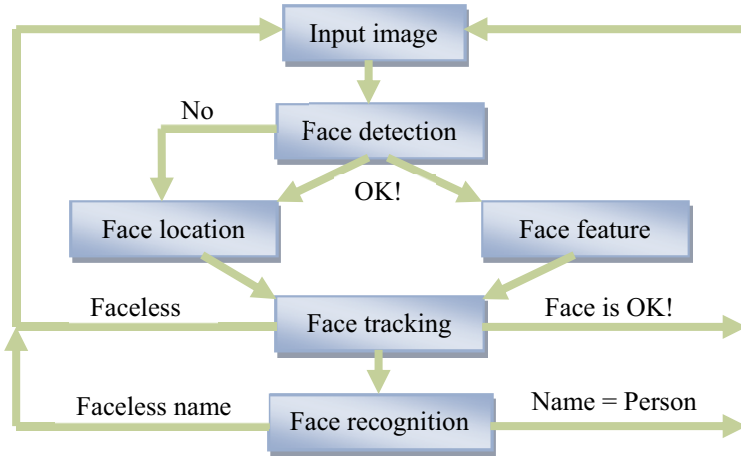 Input image
No
Face detection
OK!
Face location
Face feature
Faceless
Face tracking
Face is OK!
Faceless name
Face recognition
Name = Person